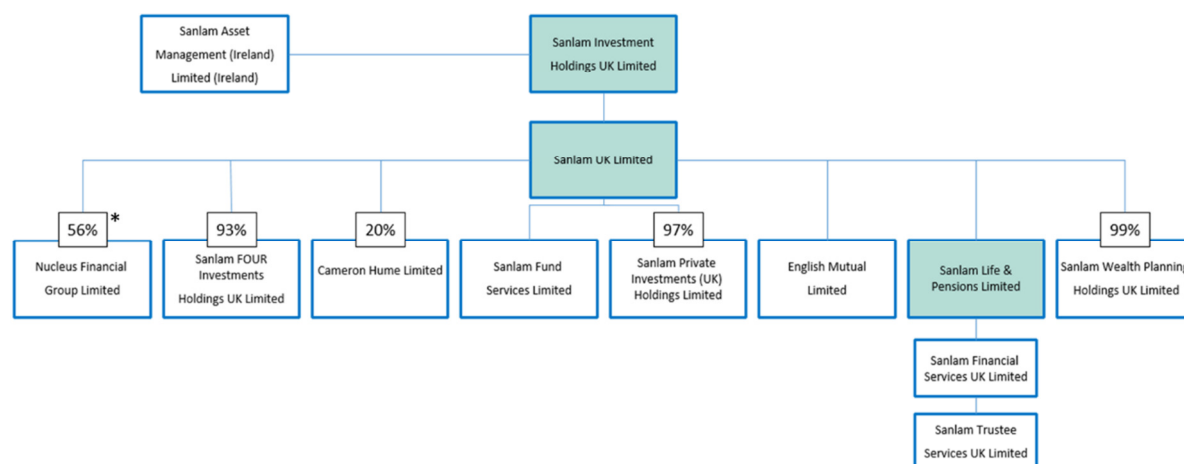 Sanlam Asset
Management (Ireland)
Limited (Ireland)
Sanlam Investment
Holdings UK Limited
Sanlam UK Limited
56%
*
93%
20%
97%
99%
Nucleus Financial
Group Limited
Sanlam FOUR
Investments
Holdings UK Limited
Cameron Hume Limited
Sanlam Fund
Services Limited
Sanlam Private
Investments (UK)
Holdings Limited
English Mutual
Limited
Sanlam Life &
Pensions Limited
Sanlam Wealth Planning
Holdings UK Limited
Sanlam Financial
Services UK Limited
Sanlam Trustee
Services UK Limited